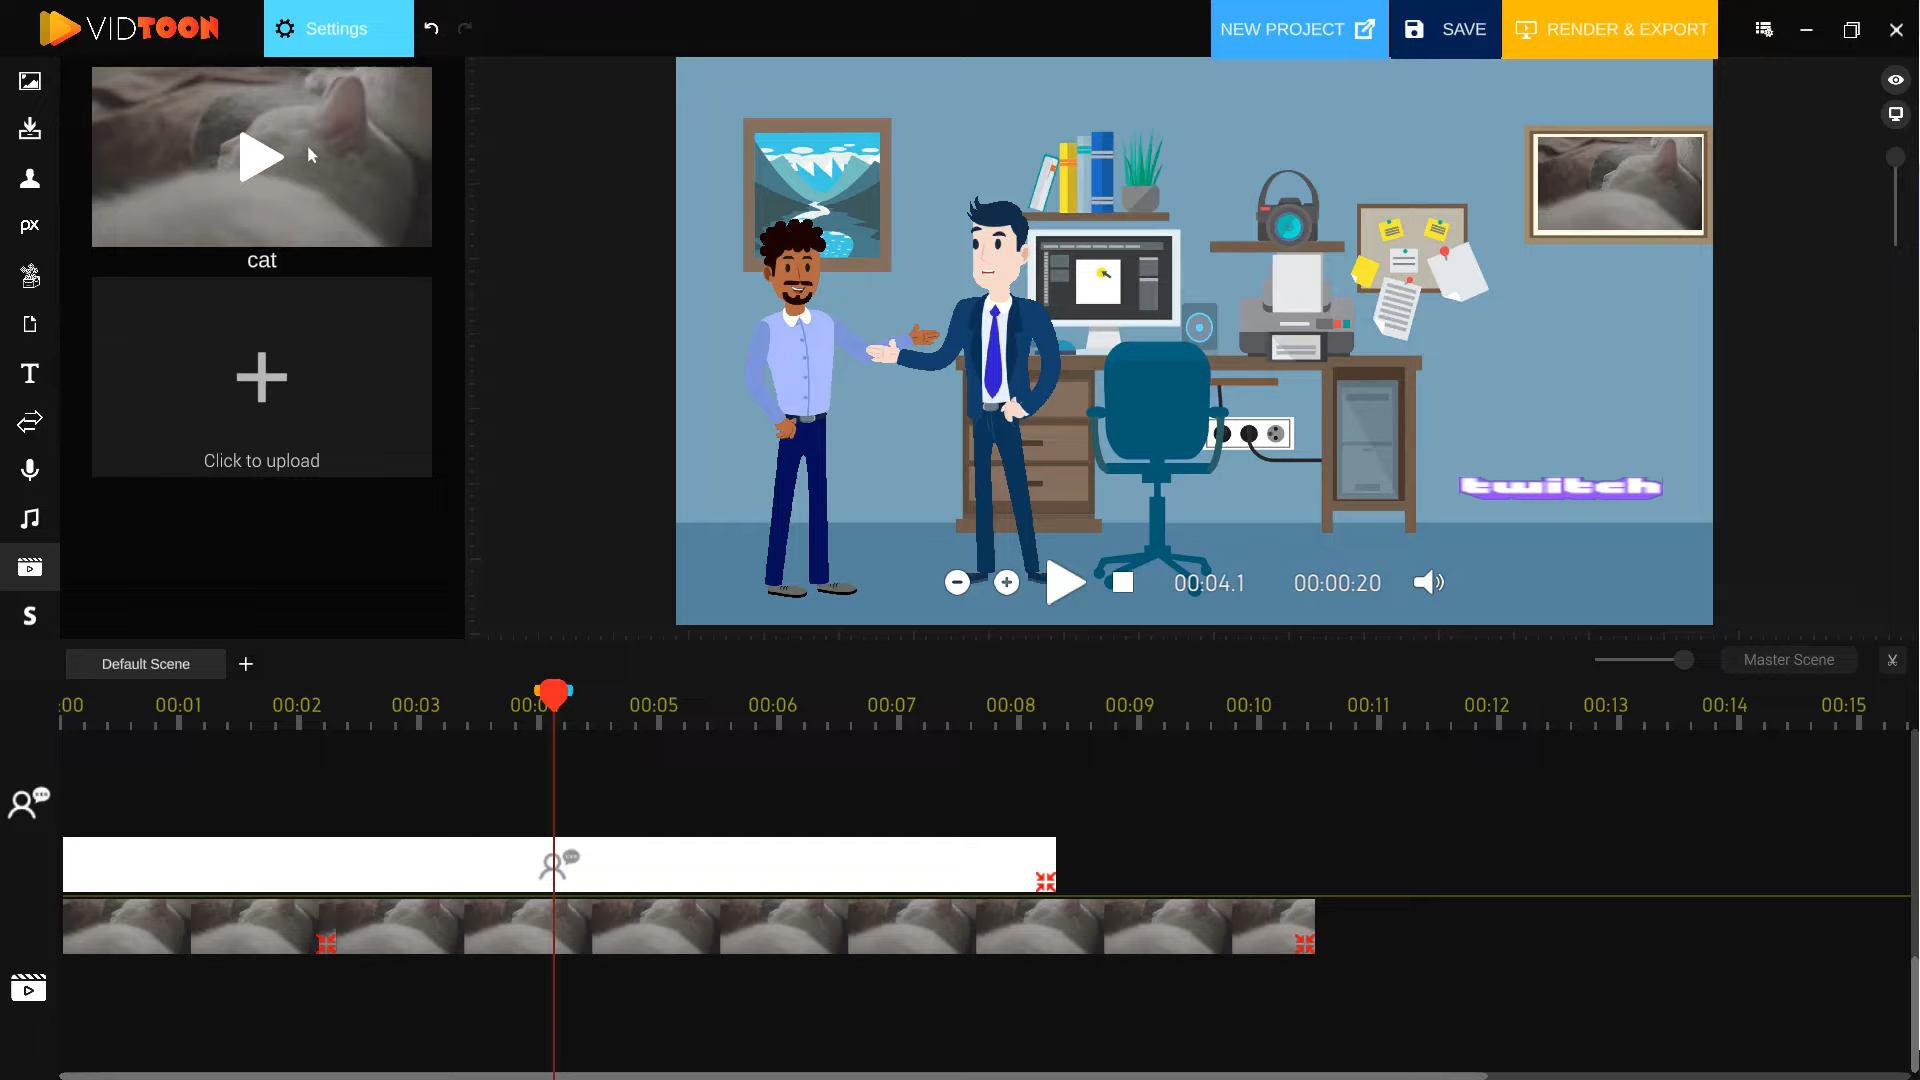 VIDTOON
Settings
NEW PROJECT
SAVE
RENDER & EXPORT
px
cat
Click to upload
T
S
twitch
00:04.1
00:00:20
Default Scene
+
Master Scene
:00
00:01
00:02
00:03
00:05
00:06
00:07
00:08
00:09
00:10
00:11
00:12
00:13
00:14
00:15